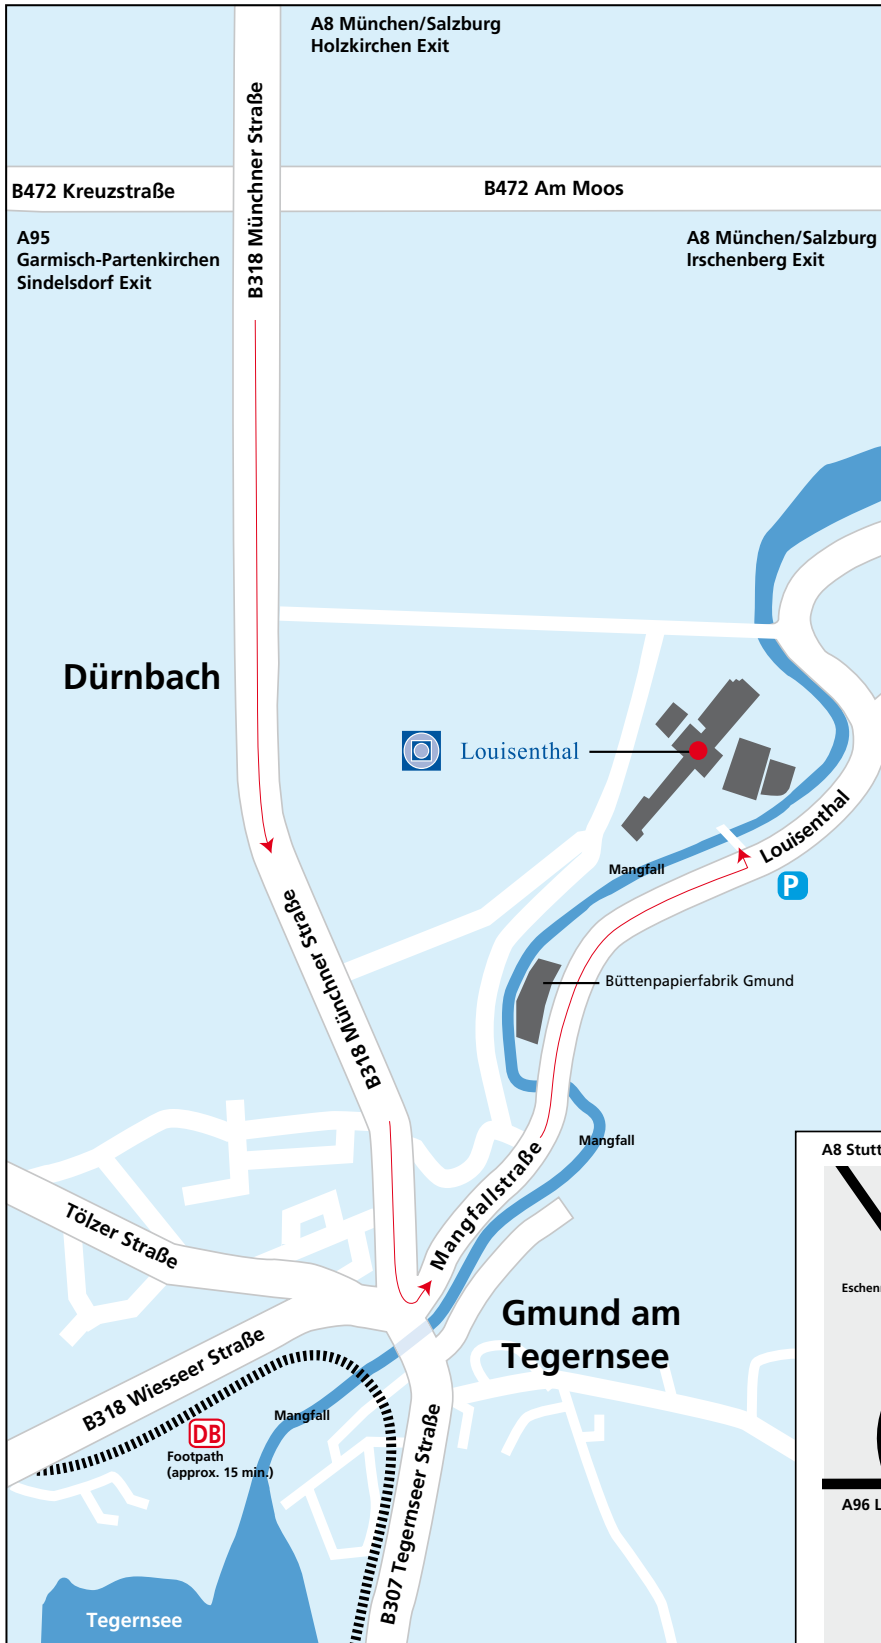 A8 München/Salzburg
Holzkirchen Exit
B318 Münchner Straße
B472 Kreuzstraße
B472 Am Moos
A95
Garmisch-Partenkirchen
Sindelsdorf Exit
A8 München/Salzburg
Irschenberg Exit
Dürnbach
Louisenthal
Louisenthal
Mangfall
P
B318 Münchner Straße
Büttenpapierfabrik Gmund
Mangfall
Mangfallstraße
A8 Stutt
Tölzer Straße
Eschen
Gmund am
Tegernsee
B318 Wiesseer Straße
Mangfall
DB
Footpath
(approx. 15 min.)
B307 Tegernseer Straße
A96 L
Tegernsee